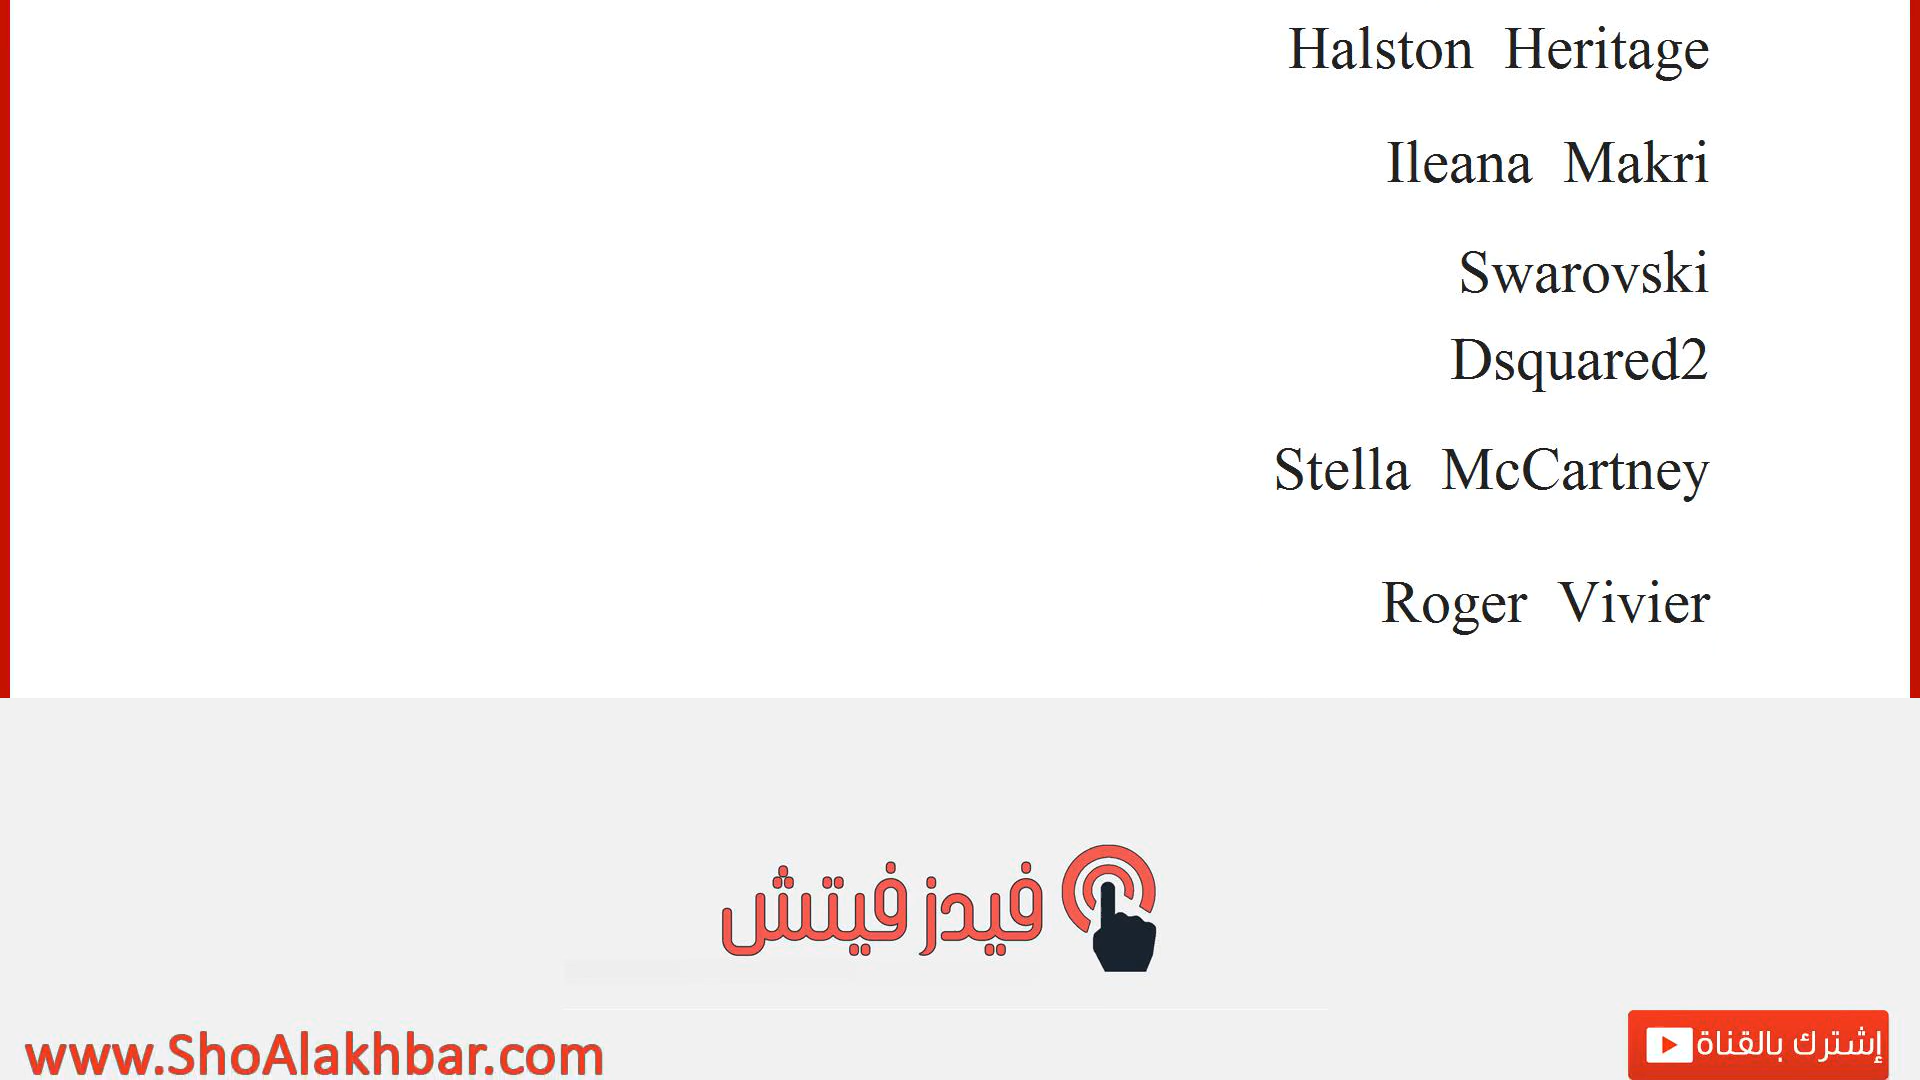 Halston Heritage
Ileana Makri
Swarovski
Dsquared2
Stella McCartney
Roger Vivier
فيدز فيتش
www.ShoAlakhbar.com
إشترك بالقناة